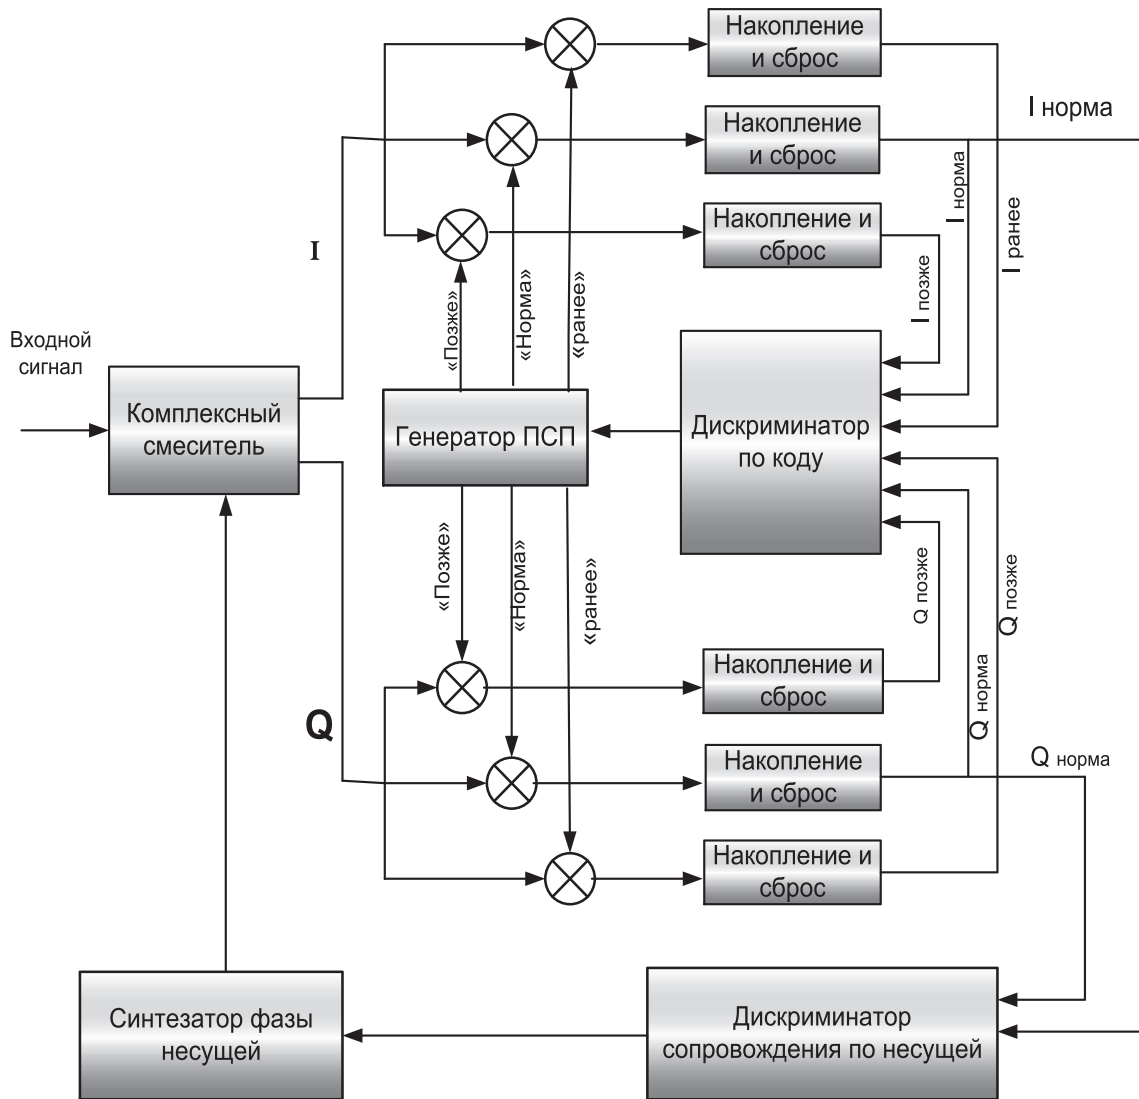 Накопление
и сброс
I норма
Накопление
и сброс
I норма
I ранее
Накопление и
сброс
I
I позже
«Позже»
«Норма»
«ранее»
Входной
сигнал
Комплексный
смеситель
Генератор ПСП
Дискриминатор
по коду
«Позже»
«Норма»
«ранее»
Q позже
Q позже
Накопление и
сброс
Q
Q норма
Накопление
и сброс
Q норма
Накопление и
сброс
Синтезатор фазы
несущей
Дискриминатор
сопровождения по несущей